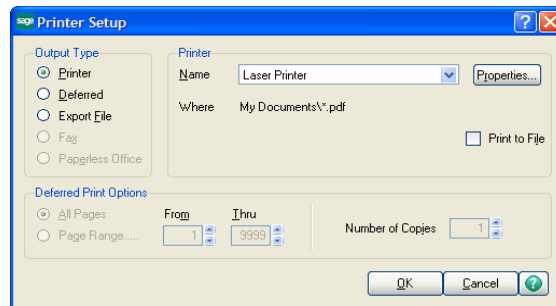 sage Printer Setup
Output Type
Printer
Deferred
Export File
Fax
Paperless Office
Printer
Name Laser Printer Properties...
Where My Documents\*.pdf
Print to File
Deferred Print Options
All Pages
Page Range.....
From Thru
1 9999
Number of Copies 1
OK Cancel ?